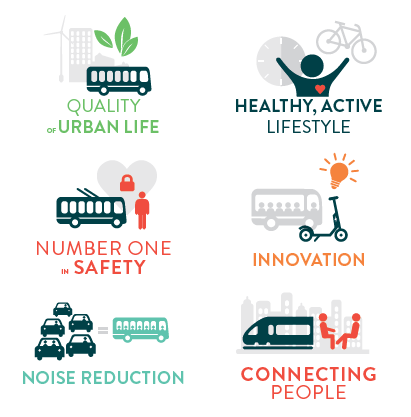 QUALITY
OF URBAN LIFE
HEALTHY, ACTIVE
LIFESTYLE
NUMBER ONE
IN SAFETY
INNOVATION
NOISE REDUCTION
CONNECTING
PEOPLE